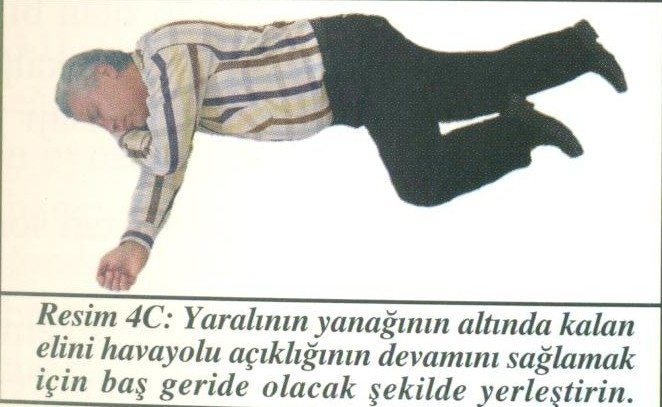 Resim 4C: Yaralının yanağının altında kalan
elini havayolu açıklığının devamını sağlamak
için baş geride olacak şekilde yerleştirin.